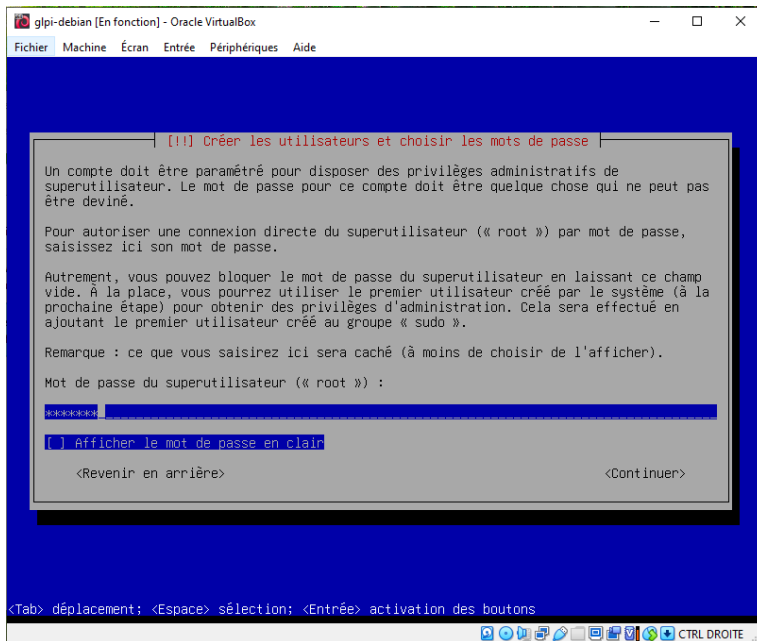 glpi-debian [En fonction] - Oracle VirtualBox
Fichier Machine Écran Entrée Périphériques Aide
[!!] Créer les utilisateurs et choisir les mots de passe
Un compte doit être paramétré pour disposer des privilèges administratifs de
superutilisateur. Le mot de passe pour ce compte doit être quelque chose qui ne peut pas
être deviné.
Pour autoriser une connexion directe du superutilisateur (« root ») par mot de passe,
saisissez ici son mot de passe.
Autrement, vous pouvez bloquer le mot de passe du superutilisateur en laissant ce champ
vide. À la place, vous pourrez utiliser le premier utilisateur créé par le système (à la
prochaine étape) pour obtenir des privilèges d'administration. Cela sera effectué en
ajoutant le premier utilisateur créé au groupe « sudo ».
Remarque : ce que vous saisirez ici sera caché (à moins de choisir de l'afficher).
Mot de passe du superutilisateur (« root ») :
*******
[ ] Afficher le mot de passe en clair
<Revenir en arrière> <Continuer>
<Tab> déplacement; <Espace> sélection; <Entrée> activation des boutons
CTRL DROITE